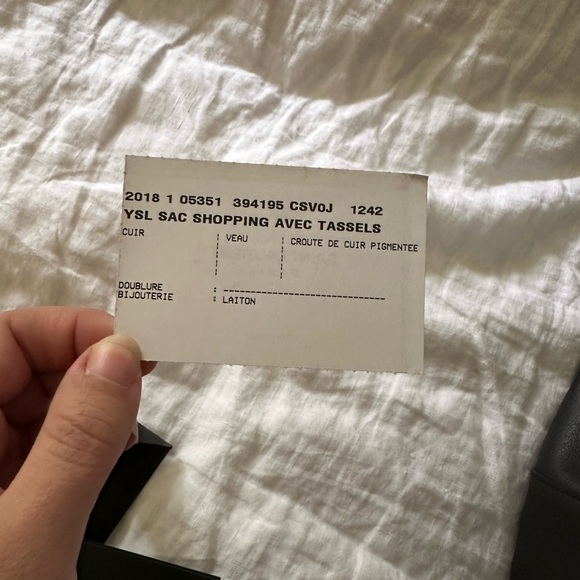 2018 1 05351 394195 CSV0J 1242
YSL SAC SHOPPING AVEC TASSELS
CUIR ¦ VEAU ¦ CROUTE DE CUIR PIGMENTEE
DOUBLURE : ------------------------------
BIJOUTERIE : LAITON